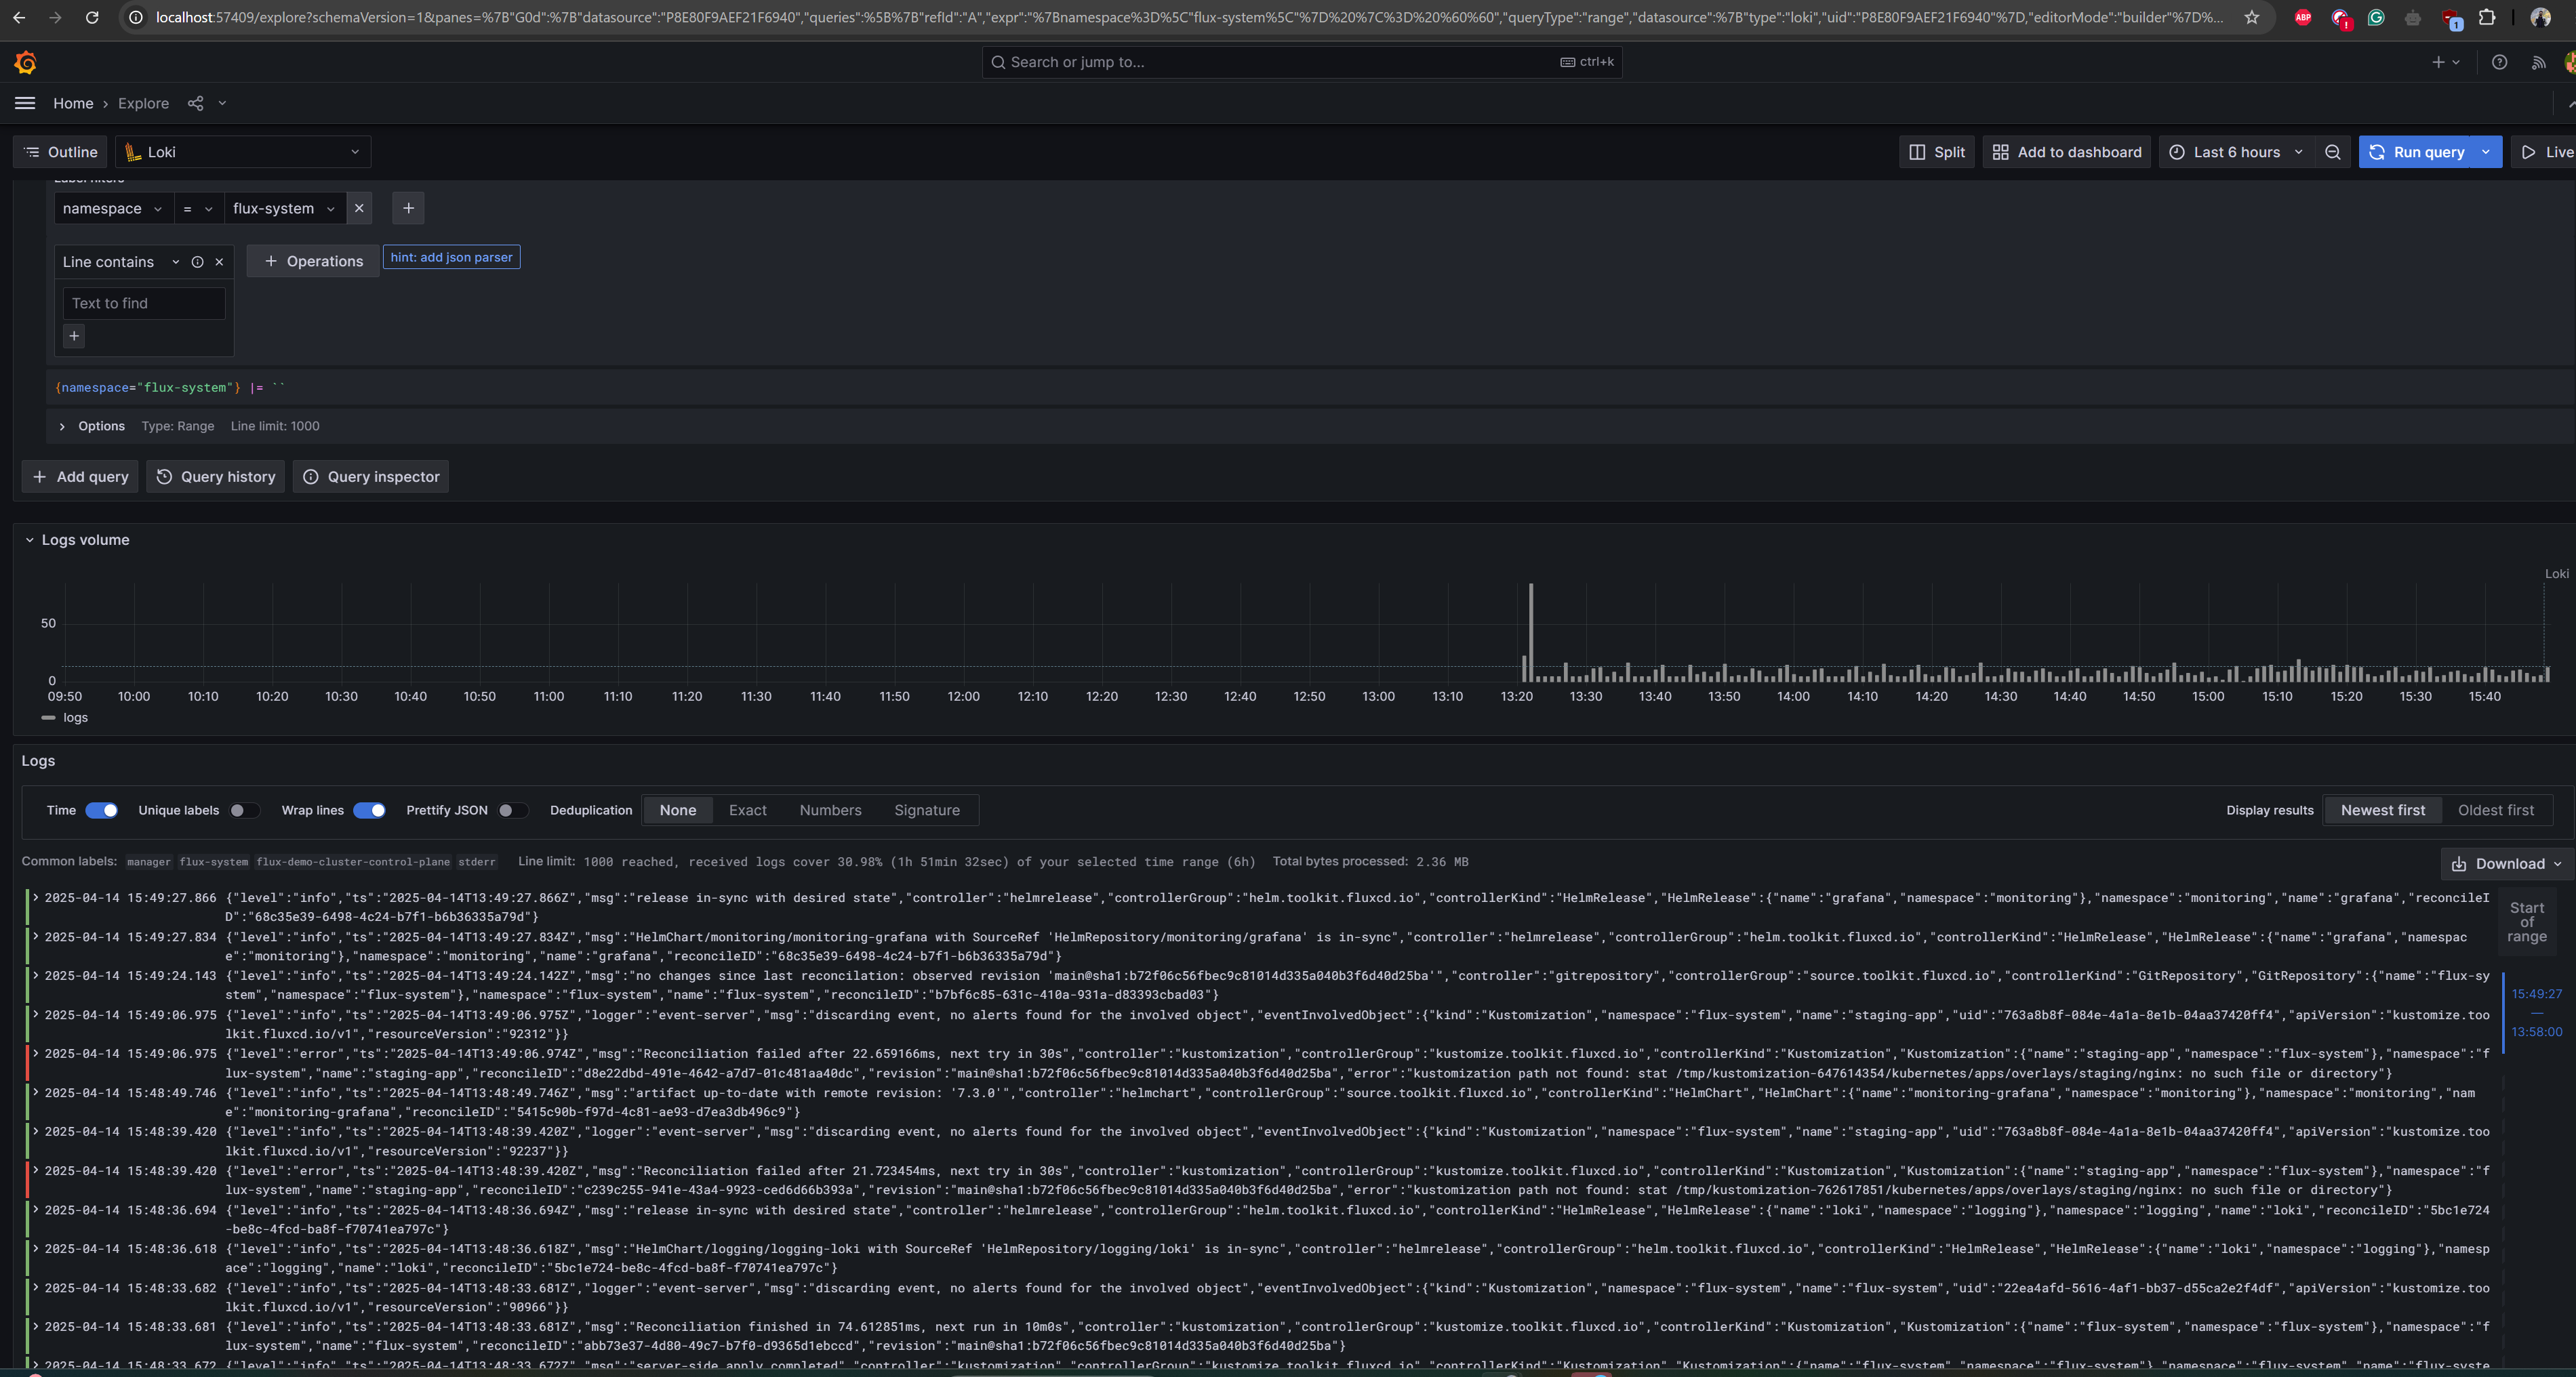 localhost:57409/explore?schemaVersion=1&panes=%7B"G0d":%7B"datasource":"P8E80F9AEF21F6940","queries":%5B%7B"refId":"A","expr":"%7Bnamespace%3D%5C"flux-system%5C"%7D%20%7C%3D%20%60%60","queryType":"range","datasource":%7B"type":"loki","uid":"P8E80F9AEF21F6940"%7D,"editorMode":"builder"%7D%...
ABP
1
Search or jump to...
ctrl+k
Home
Explore
Outline
Loki
Split
Add to dashboard
Last 6 hours
Run query
Live
Label filters
namespace
=
flux-system
Line contains
Operations
hint: add json parser
Text to find
{namespace="flux-system"} |= ``
Options Type: Range Line limit: 1000
Add query
Query history
Query inspector
Logs volume
Loki
50
0
09:50 10:00 10:10 10:20 10:30 10:40 10:50 11:00 11:10 11:20 11:30 11:40 11:50 12:00 12:10 12:20 12:30 12:40 12:50 13:00 13:10 13:20 13:30 13:40 13:50 14:00 14:10 14:20 14:30 14:40 14:50 15:00 15:10 15:20 15:30 15:40
logs
Logs
Time Unique labels Wrap lines Prettify JSON Deduplication None Exact Numbers Signature Display results Newest first Oldest first
Common labels: manager flux-system flux-demo-cluster-control-plane stderr Line limit: 1000 reached, received logs cover 30.98% (1h 51min 32sec) of your selected time range (6h) Total bytes processed: 2.36 MB
Download
2025-04-14 15:49:27.866 {"level":"info","ts":"2025-04-14T13:49:27.866Z","msg":"release in-sync with desired state","controller":"helmrelease","controllerGroup":"helm.toolkit.fluxcd.io","controllerKind":"HelmRelease","HelmRelease":{"name":"grafana","namespace":"monitoring"},"namespace":"monitoring","name":"grafana","reconcileI
D":"68c35e39-6498-4c24-b7f1-b6b36335a79d"}
2025-04-14 15:49:27.834 {"level":"info","ts":"2025-04-14T13:49:27.834Z","msg":"HelmChart/monitoring/monitoring-grafana with SourceRef 'HelmRepository/monitoring/grafana' is in-sync","controller":"helmrelease","controllerGroup":"helm.toolkit.fluxcd.io","controllerKind":"HelmRelease","HelmRelease":{"name":"grafana","namespac
e":"monitoring"},"namespace":"monitoring","name":"grafana","reconcileID":"68c35e39-6498-4c24-b7f1-b6b36335a79d"}
2025-04-14 15:49:24.143 {"level":"info","ts":"2025-04-14T13:49:24.142Z","msg":"no changes since last reconcilation: observed revision 'main@sha1:b72f06c56fbec9c81014d335a040b3f6d40d25ba'","controller":"gitrepository","controllerGroup":"source.toolkit.fluxcd.io","controllerKind":"GitRepository","GitRepository":{"name":"flux-sy
stem","namespace":"flux-system"},"namespace":"flux-system","name":"flux-system","reconcileID":"b7bf6c85-631c-410a-931a-d83393cbad03"}
2025-04-14 15:49:06.975 {"level":"info","ts":"2025-04-14T13:49:06.975Z","logger":"event-server","msg":"discarding event, no alerts found for the involved object","eventInvolvedObject":{"kind":"Kustomization","namespace":"flux-system","name":"staging-app","uid":"763a8b8f-084e-4a1a-8e1b-04aa37420ff4","apiVersion":"kustomize.too
lkit.fluxcd.io/v1","resourceVersion":"92312"}}
2025-04-14 15:49:06.975 {"level":"error","ts":"2025-04-14T13:49:06.974Z","msg":"Reconciliation failed after 22.659166ms, next try in 30s","controller":"kustomization","controllerGroup":"kustomize.toolkit.fluxcd.io","controllerKind":"Kustomization","Kustomization":{"name":"staging-app","namespace":"flux-system"},"namespace":"f
lux-system","name":"staging-app","reconcileID":"d8e22dbd-491e-4642-a7d7-01c481aa40dc","revision":"main@sha1:b72f06c56fbec9c81014d335a040b3f6d40d25ba","error":"kustomization path not found: stat /tmp/kustomization-647614354/kubernetes/apps/overlays/staging/nginx: no such file or directory"}
2025-04-14 15:48:49.746 {"level":"info","ts":"2025-04-14T13:48:49.746Z","msg":"artifact up-to-date with remote revision: '7.3.0'","controller":"helmchart","controllerGroup":"source.toolkit.fluxcd.io","controllerKind":"HelmChart","HelmChart":{"name":"monitoring-grafana","namespace":"monitoring"},"namespace":"monitoring","nam
e":"monitoring-grafana","reconcileID":"5415c90b-f97d-4c81-ae93-d7ea3db496c9"}
2025-04-14 15:48:39.420 {"level":"info","ts":"2025-04-14T13:48:39.420Z","logger":"event-server","msg":"discarding event, no alerts found for the involved object","eventInvolvedObject":{"kind":"Kustomization","namespace":"flux-system","name":"staging-app","uid":"763a8b8f-084e-4a1a-8e1b-04aa37420ff4","apiVersion":"kustomize.too
lkit.fluxcd.io/v1","resourceVersion":"92237"}}
2025-04-14 15:48:39.420 {"level":"error","ts":"2025-04-14T13:48:39.420Z","msg":"Reconciliation failed after 21.723454ms, next try in 30s","controller":"kustomization","controllerGroup":"kustomize.toolkit.fluxcd.io","controllerKind":"Kustomization","Kustomization":{"name":"staging-app","namespace":"flux-system"},"namespace":"f
lux-system","name":"staging-app","reconcileID":"c239c255-941e-43a4-9923-ced6d66b393a","revision":"main@sha1:b72f06c56fbec9c81014d335a040b3f6d40d25ba","error":"kustomization path not found: stat /tmp/kustomization-762617851/kubernetes/apps/overlays/staging/nginx: no such file or directory"}
2025-04-14 15:48:36.694 {"level":"info","ts":"2025-04-14T13:48:36.694Z","msg":"release in-sync with desired state","controller":"helmrelease","controllerGroup":"helm.toolkit.fluxcd.io","controllerKind":"HelmRelease","HelmRelease":{"name":"loki","namespace":"logging"},"namespace":"logging","name":"loki","reconcileID":"5bc1e724
-be8c-4fcd-ba8f-f70741ea797c"}
2025-04-14 15:48:36.618 {"level":"info","ts":"2025-04-14T13:48:36.618Z","msg":"HelmChart/logging/logging-loki with SourceRef 'HelmRepository/logging/loki' is in-sync","controller":"helmrelease","controllerGroup":"helm.toolkit.fluxcd.io","controllerKind":"HelmRelease","HelmRelease":{"name":"loki","namespace":"logging"},"namesp
ace":"logging","name":"loki","reconcileID":"5bc1e724-be8c-4fcd-ba8f-f70741ea797c"}
2025-04-14 15:48:33.682 {"level":"info","ts":"2025-04-14T13:48:33.681Z","logger":"event-server","msg":"discarding event, no alerts found for the involved object","eventInvolvedObject":{"kind":"Kustomization","namespace":"flux-system","name":"flux-system","uid":"22ea4afd-5616-4af1-bb37-d55ca2e2f4df","apiVersion":"kustomize.too
lkit.fluxcd.io/v1","resourceVersion":"90966"}}
2025-04-14 15:48:33.681 {"level":"info","ts":"2025-04-14T13:48:33.681Z","msg":"Reconciliation finished in 74.612851ms, next run in 10m0s","controller":"kustomization","controllerGroup":"kustomize.toolkit.fluxcd.io","controllerKind":"Kustomization","Kustomization":{"name":"flux-system","namespace":"flux-system"},"namespace":"f
lux-system","name":"flux-system","reconcileID":"abb73e37-4d80-49c7-b7f0-d9365d1ebccd","revision":"main@sha1:b72f06c56fbec9c81014d335a040b3f6d40d25ba"}
2025-04-14 15:48:33.672 {"level":"info","ts":"2025-04-14T13:48:33.672Z","msg":"server-side apply completed","controller":"kustomization","controllerGroup":"kustomize.toolkit.fluxcd.io","controllerKind":"Kustomization","Kustomization":{"name":"flux-system","namespace":"flux-system"},"namespace":"flux-system","name":"flux-syste
Start
of
range
15:49:27
—
13:58:00